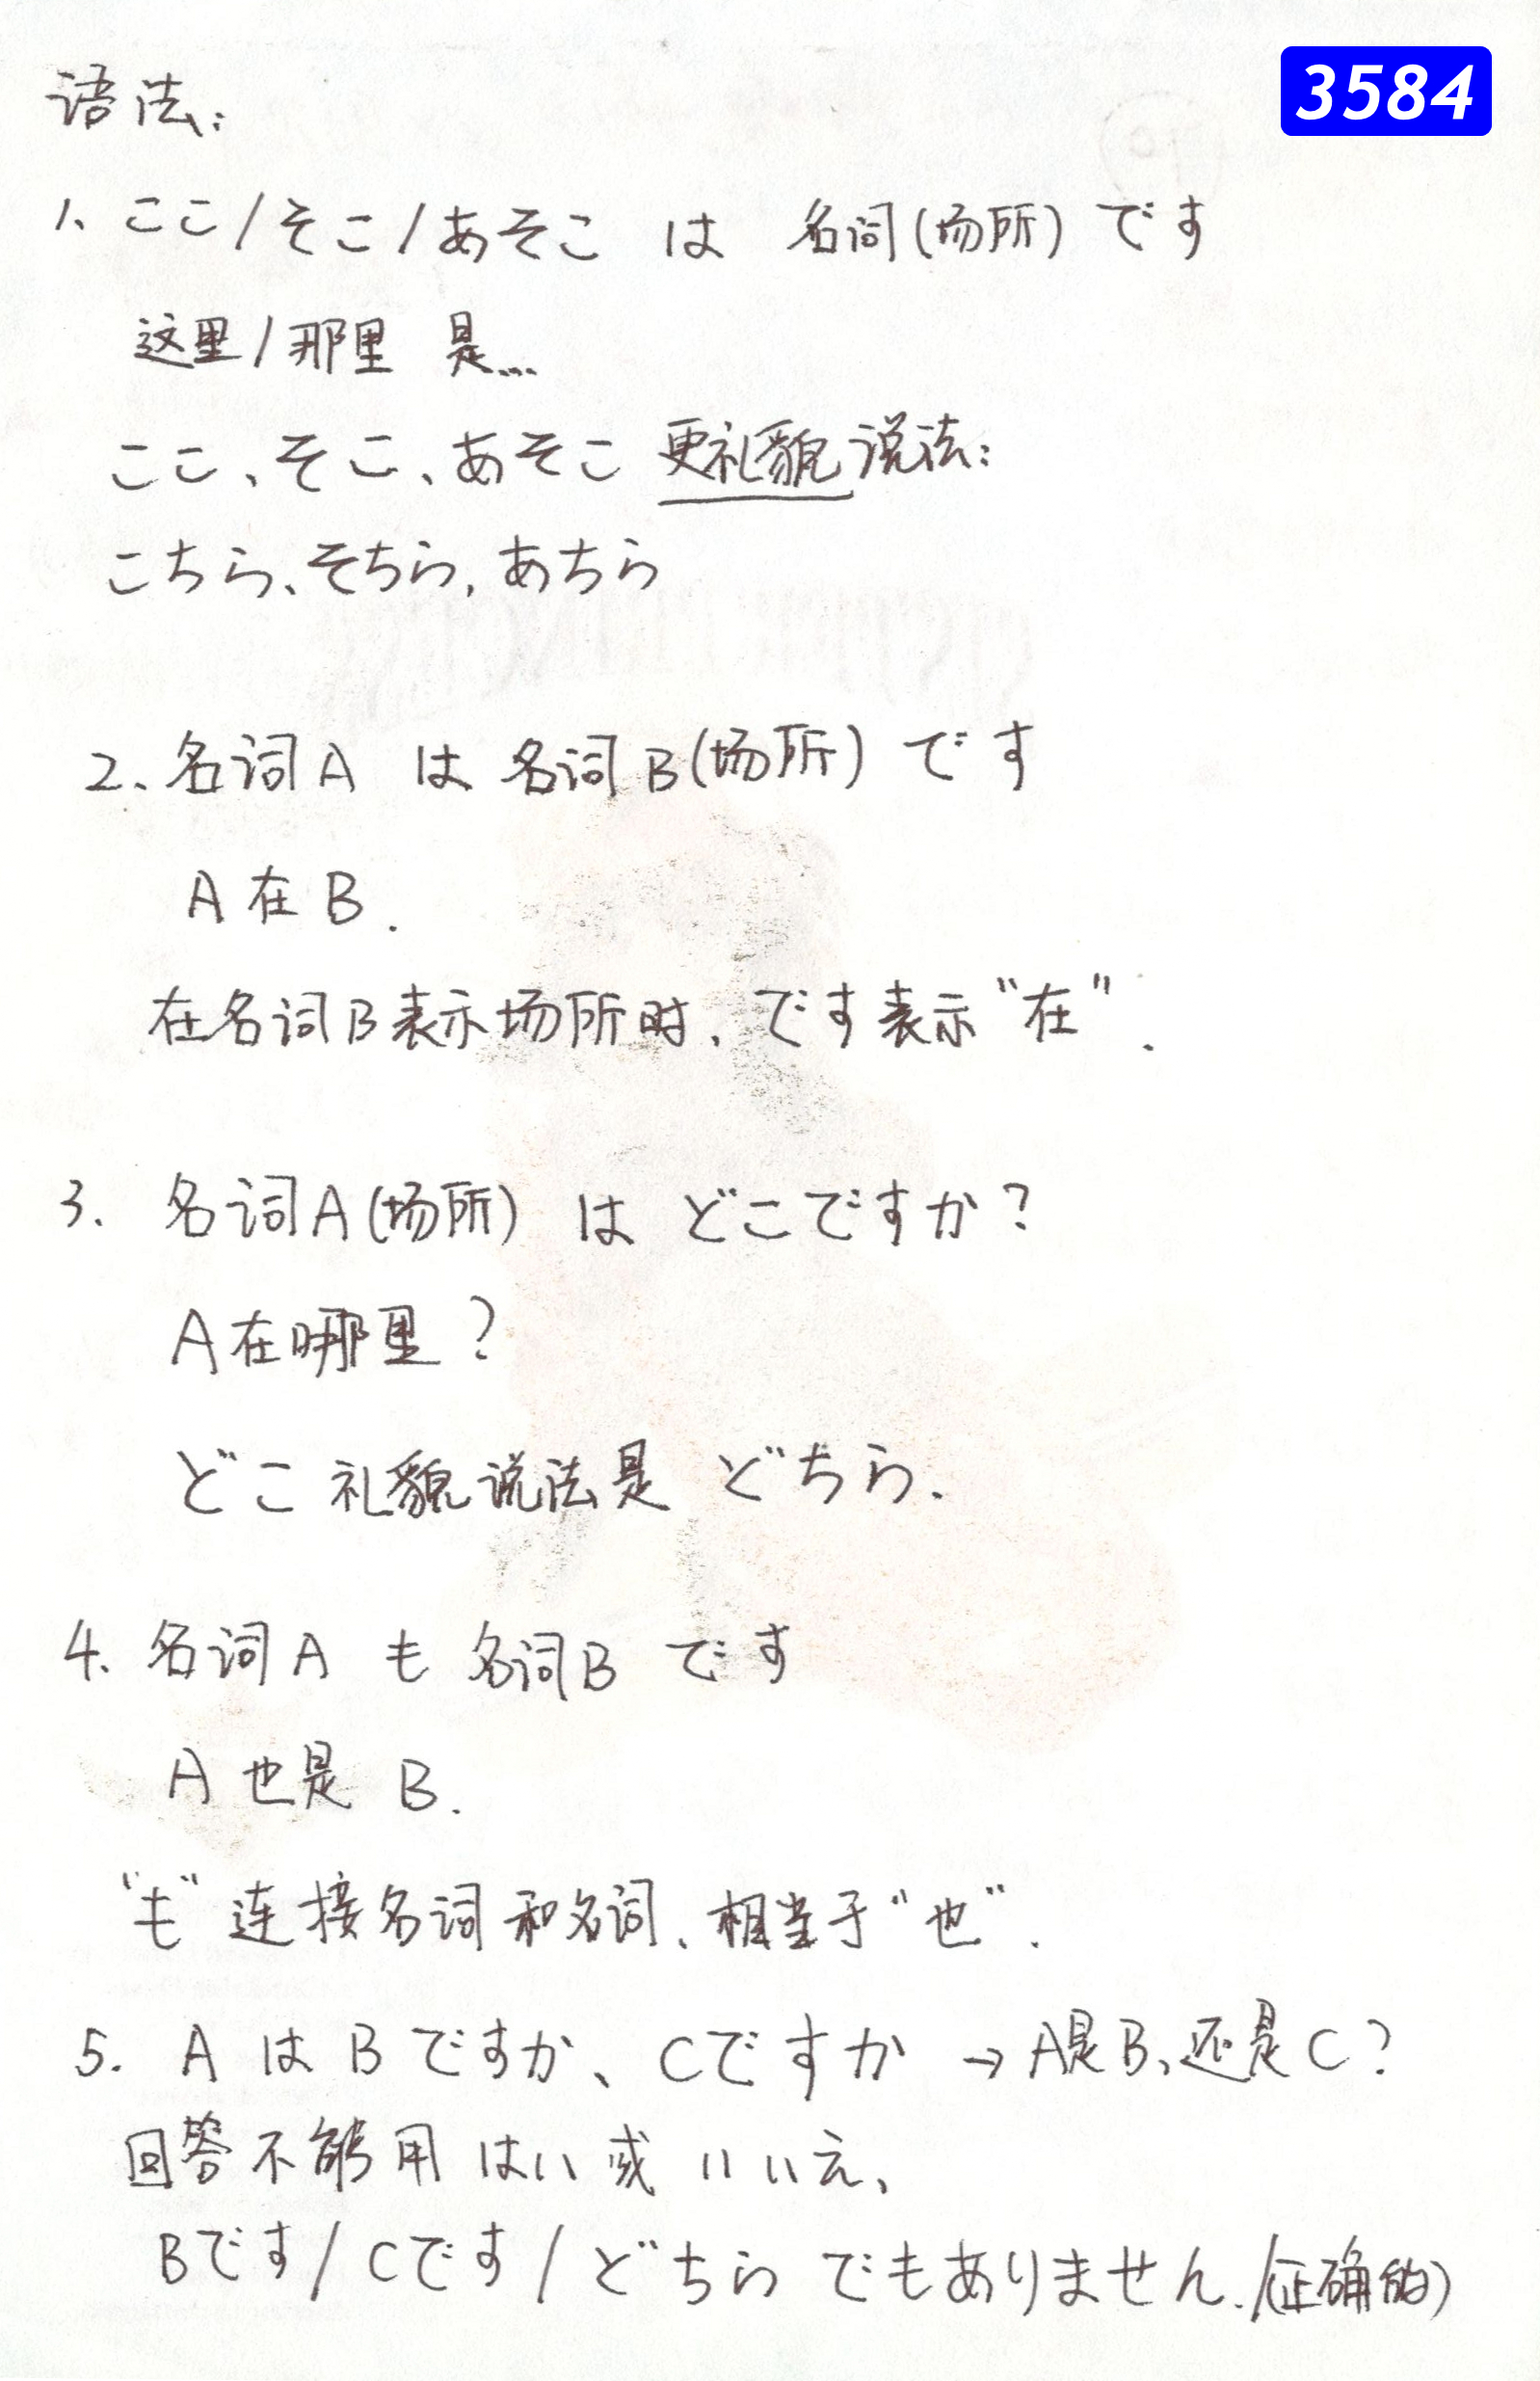 3584
语法:
1、ここ/そこ/あそこ は 名词(场所) です
这里/那里 是...
ここ、そこ、あそこ 更礼貌说法:
こちら、そちら, あちら
2、名词A は 名词B(场所) です
A在B.
在名词B表示场所时、です表示"在".
3. 名词A(场所) は どこですか?
A在哪里?
どこ 礼貌说法是 どちら.
4、名词A も 名词B です
A也是 B.
"も"连接名词和名词、相当于"也".
5. A は B ですか、Cですか →A是B、还是C?
回答不能用 はい 或 いいえ、
Bです/Cです/どちら でもありません./(正确的)